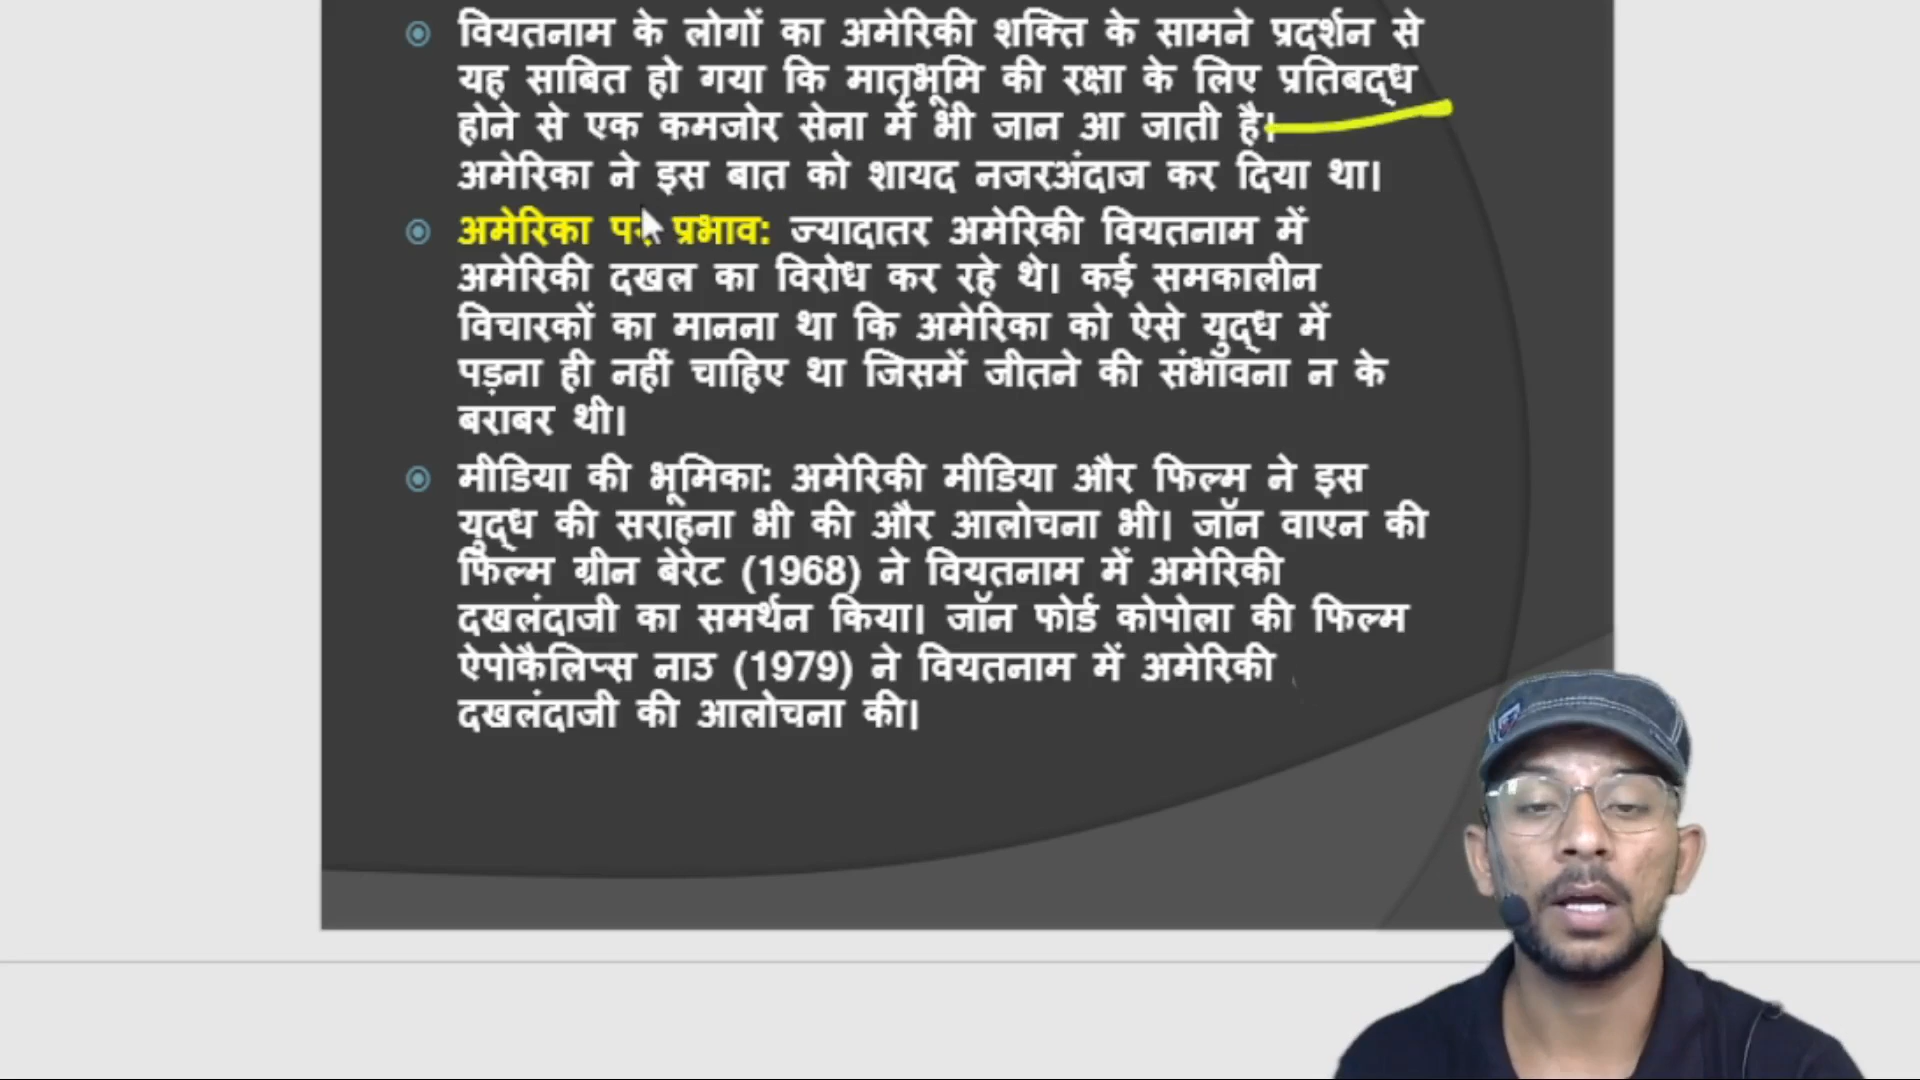 वियतनाम के लोगों का अमेरिकी शक्ति के सामने प्रदर्शन से
यह साबित हो गया कि मातृभूमि की रक्षा के लिए प्रतिबद्ध
होने से एक कमजोर सेना में भी जान आ जाती है।
अमेरिका ने इस बात को शायद नजरअंदाज कर दिया था।
अमेरिका पर प्रभाव: ज्यादातर अमेरिकी वियतनाम में
अमेरिकी दखल का विरोध कर रहे थे। कई समकालीन
विचारकों का मानना था कि अमेरिका को ऐसे युद्ध में
पड़ना ही नहीं चाहिए था जिसमें जीतने की संभावना न के
बराबर थी।
मीडिया की भूमिका: अमेरिकी मीडिया और फिल्म ने इस
युद्ध की सराहना भी की और आलोचना भी। जॉन वाएन की
फिल्म ग्रीन बेरेट (1968) ने वियतनाम में अमेरिकी
दखलंदाजी का समर्थन किया। जॉन फोर्ड कोपोला की फिल्म
ऐपोकैलिप्स नाउ (1979) ने वियतनाम में अमेरिकी
दखलंदाजी की आलोचना की।